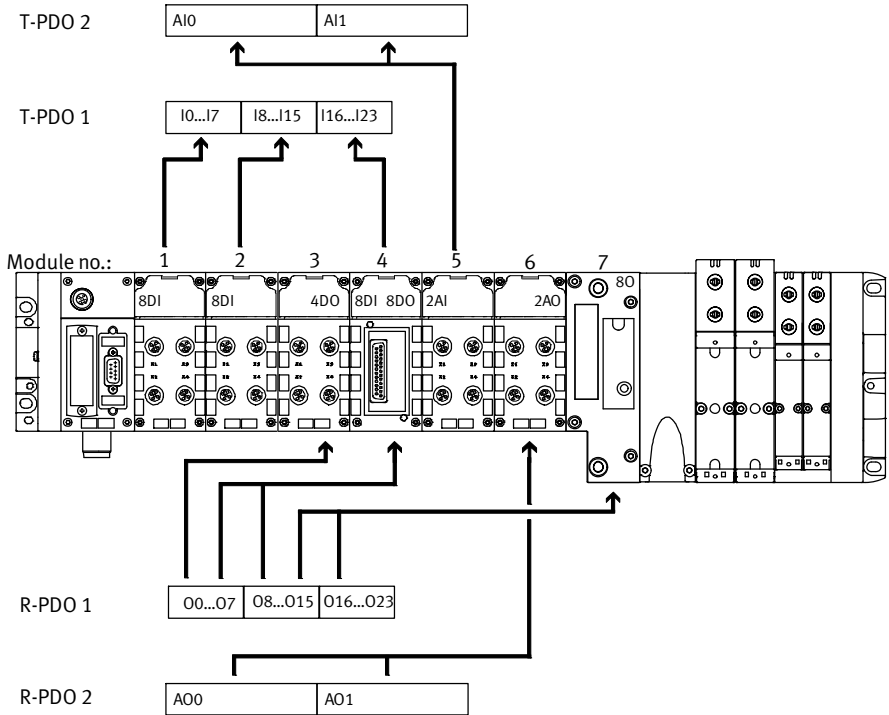 T-PDO 2 AI0 AI1
T-PDO 1 I0...I7 I8...I15 I16...I23
Module no.: 1 2 3 4 5 6 7
8DI 8DI 4DO 8DI 8DO 2AI 2AO 8O
R-PDO 1 O0...O7 O8...O15 O16...O23
R-PDO 2 AO0 AO1